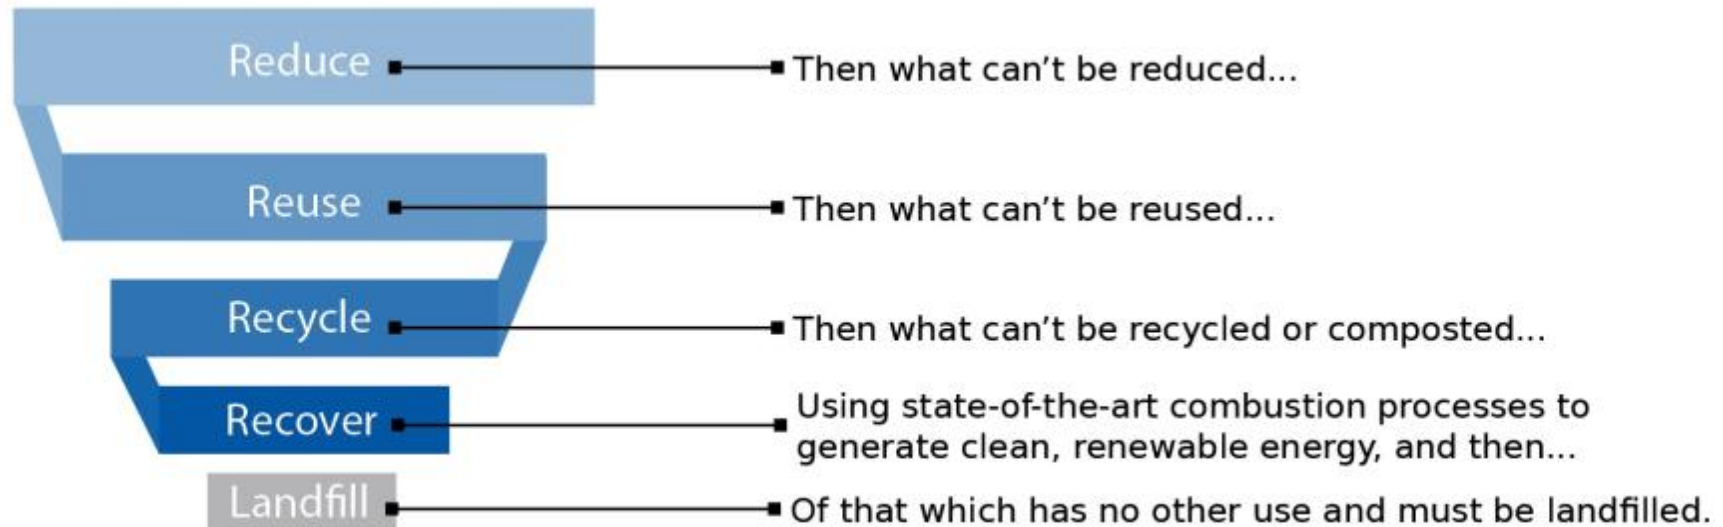 Reduce
Then what can't be reduced...
Reuse
Then what can't be reused...
Recycle
Then what can't be recycled or composted...
Recover
Using state-of-the-art combustion processes to
generate clean, renewable energy, and then...
Landfill
Of that which has no other use and must be landfilled.